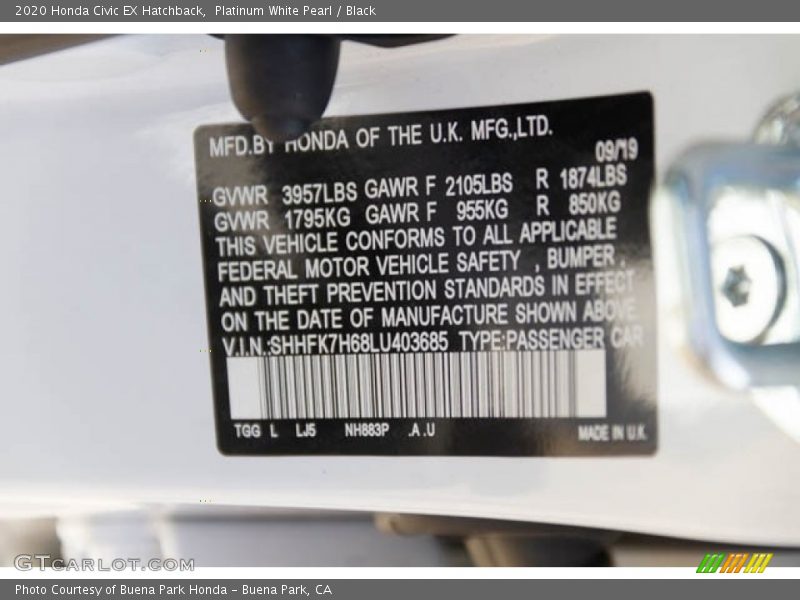 2020 Honda Civic EX Hatchback, Platinum White Pearl / Black
MFD.BY HONDA OF THE U.K. MFG.,LTD.
09/19
GVWR 3957LBS GAWR F 2105LBS R 1874LBS
GVWR 1795KG GAWR F 955KG R 850KG
THIS VEHICLE CONFORMS TO ALL APPLICABLE
FEDERAL MOTOR VEHICLE SAFETY , BUMPER ,
AND THEFT PREVENTION STANDARDS IN EFFECT
ON THE DATE OF MANUFACTURE SHOWN ABOVE
V.I.N.:SHHFK7H68LU403685 TYPE:PASSENGER CAR
TGG L LJ5 NH883P .A .U MADE IN U.K.
GTCARLOT.COM
Photo Courtesy of Buena Park Honda – Buena Park, CA